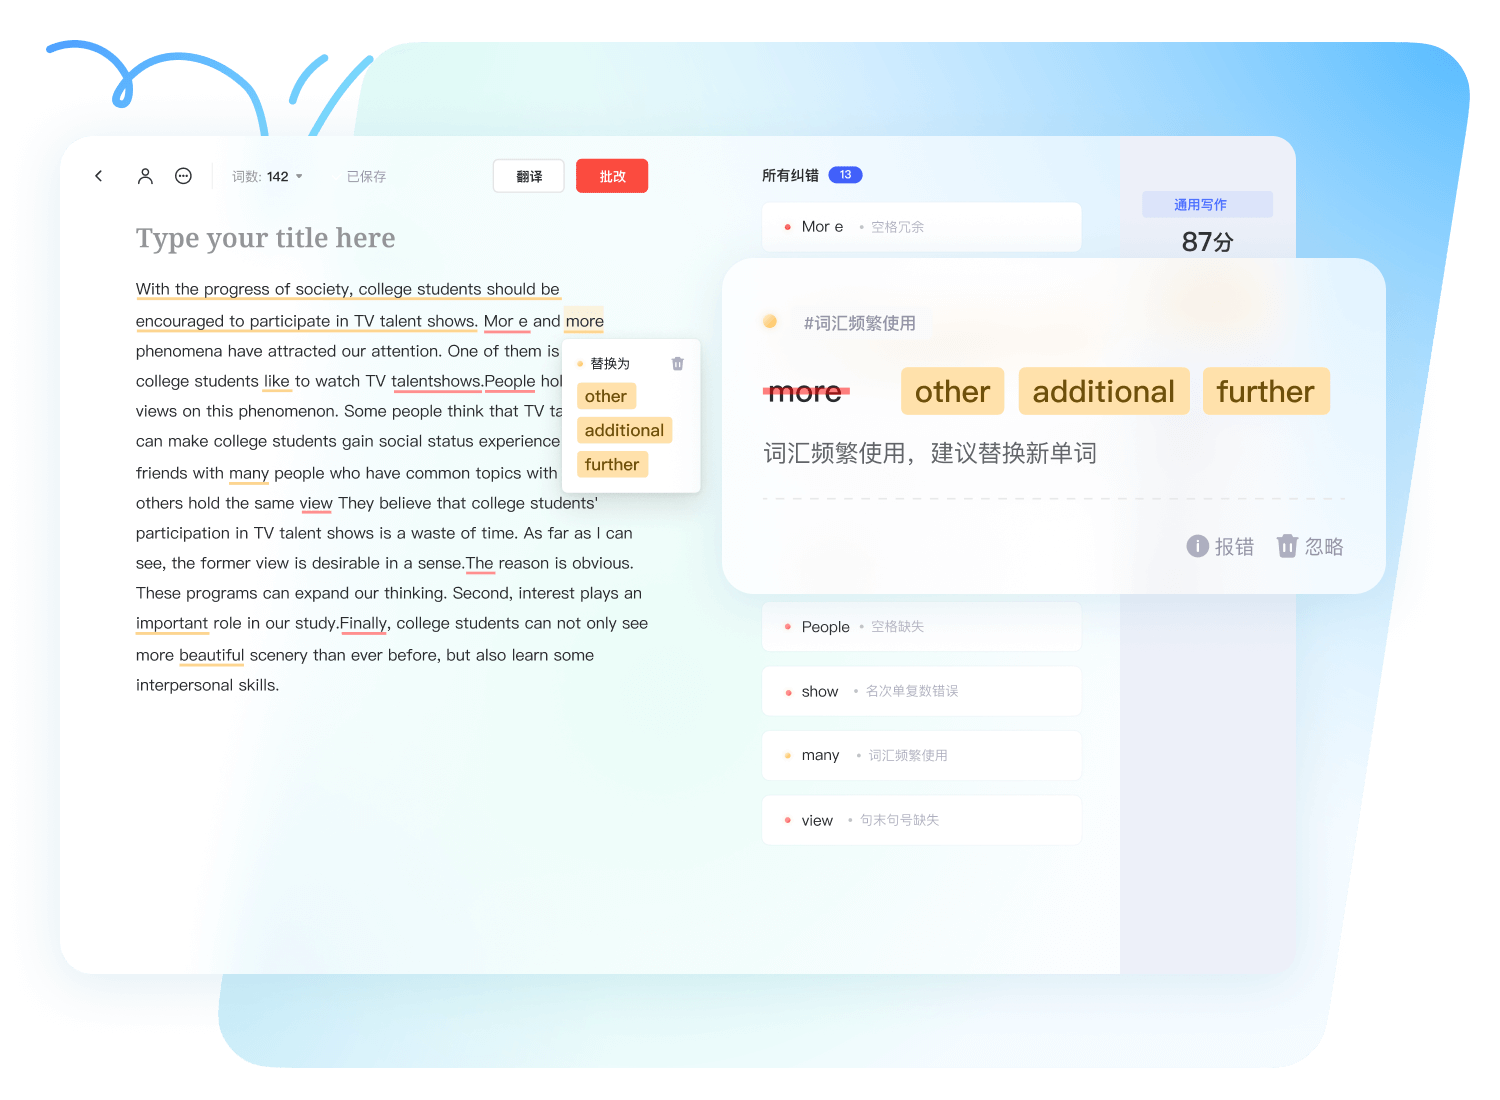 词数: 142
已保存
翻译
批改
Type your title here
With the progress of society, college students should be
encouraged to participate in TV talent shows. Mor e and more
phenomena have attracted our attention. One of them is
college students like to watch TV talentshows.People hol
views on this phenomenon. Some people think that TV ta
can make college students gain social status experience
friends with many people who have common topics with
others hold the same view They believe that college students'
participation in TV talent shows is a waste of time. As far as I can
see, the former view is desirable in a sense.The reason is obvious.
These programs can expand our thinking. Second, interest plays an
important role in our study.Finally, college students can not only see
more beautiful scenery than ever before, but also learn some
interpersonal skills.
替换为
other
additional
further
所有纠错 13
Mor e • 空格冗余
#词汇频繁使用
more other additional further
词汇频繁使用，建议替换新单词
报错 忽略
People • 空格缺失
show • 名次单复数错误
many • 词汇频繁使用
view • 句末句号缺失
通用写作
87分